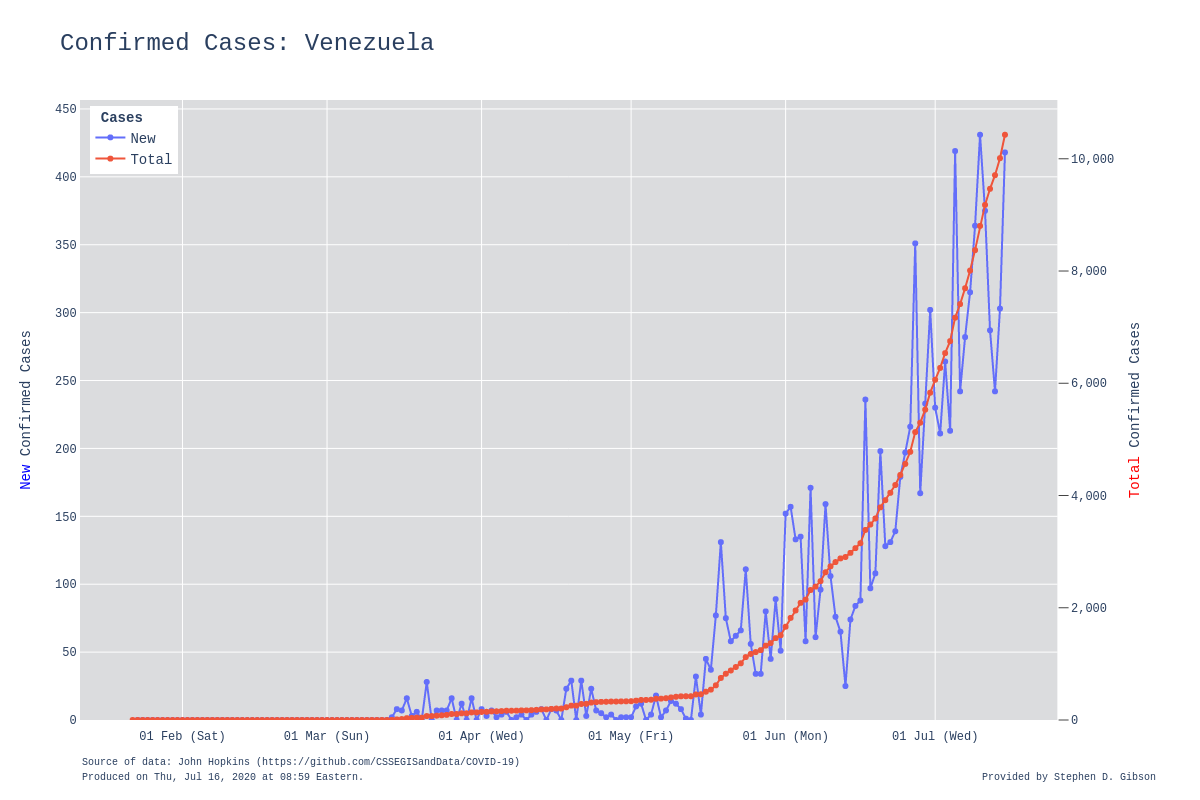 Confirmed Cases: Venezuela
Cases
New
Total
450
400
350
300
250
200
150
100
50
0
10,000
8,000
6,000
4,000
2,000
0
New Confirmed Cases
Total Confirmed Cases
01 Feb (Sat)
01 Mar (Sun)
01 Apr (Wed)
01 May (Fri)
01 Jun (Mon)
01 Jul (Wed)
Source of data: John Hopkins (https://github.com/CSSEGISandData/COVID-19)
Produced on Thu, Jul 16, 2020 at 08:59 Eastern.
Provided by Stephen D. Gibson